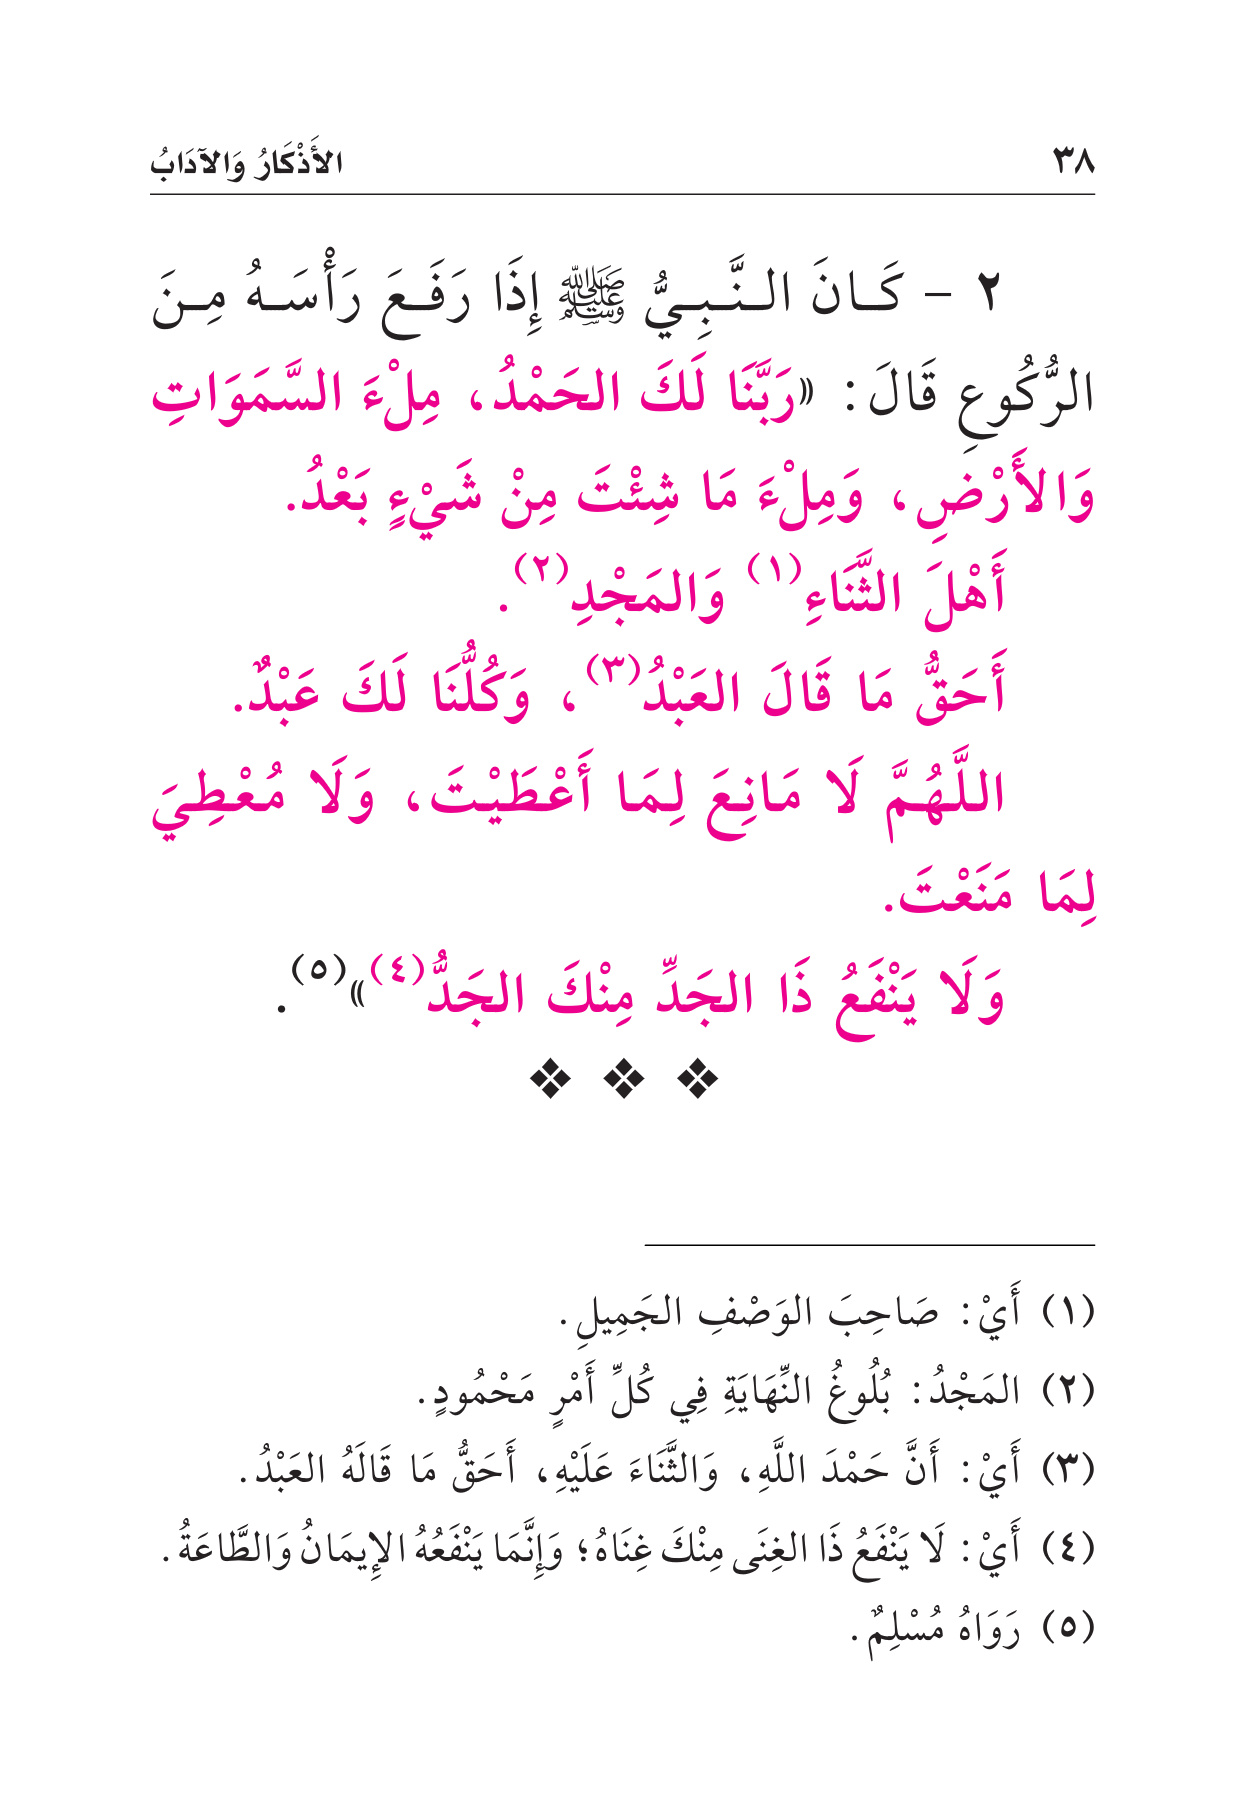 ٣٨ الأَذْكَارُ وَالآدَابُ
٢ - كَانَ النَّبِيُّ ﷺ إِذَا رَفَعَ رَأْسَهُ مِنَ
الرُّكُوعِ قَالَ: «رَبَّنَا لَكَ الحَمْدُ، مِلْءَ السَّمَوَاتِ
وَالأَرْضِ، وَمِلْءَ مَا شِئْتَ مِنْ شَيْءٍ بَعْدُ.
أَهْلَ الثَّنَاءِ(١) وَالمَجْدِ(٢).
أَحَقُّ مَا قَالَ العَبْدُ(٣)، وَكُلُّنَا لَكَ عَبْدٌ.
اللَّهُمَّ لَا مَانِعَ لِمَا أَعْطَيْتَ، وَلَا مُعْطِيَ
لِمَا مَنَعْتَ.
وَلَا يَنْفَعُ ذَا الجَدِّ مِنْكَ الجَدُّ(٤)»(٥).
(١) أَيْ: صَاحِبَ الوَصْفِ الجَمِيلِ.
(٢) المَجْدُ: بُلُوغُ النِّهَايَةِ فِي كُلِّ أَمْرٍ مَحْمُودٍ.
(٣) أَيْ: أَنَّ حَمْدَ اللَّهِ، وَالثَّنَاءَ عَلَيْهِ، أَحَقُّ مَا قَالَهُ العَبْدُ.
(٤) أَيْ: لَا يَنْفَعُ ذَا الغِنَى مِنْكَ غِنَاهُ؛ وَإِنَّمَا يَنْفَعُهُ الإِيمَانُ وَالطَّاعَةُ.
(٥) رَوَاهُ مُسْلِمٌ.